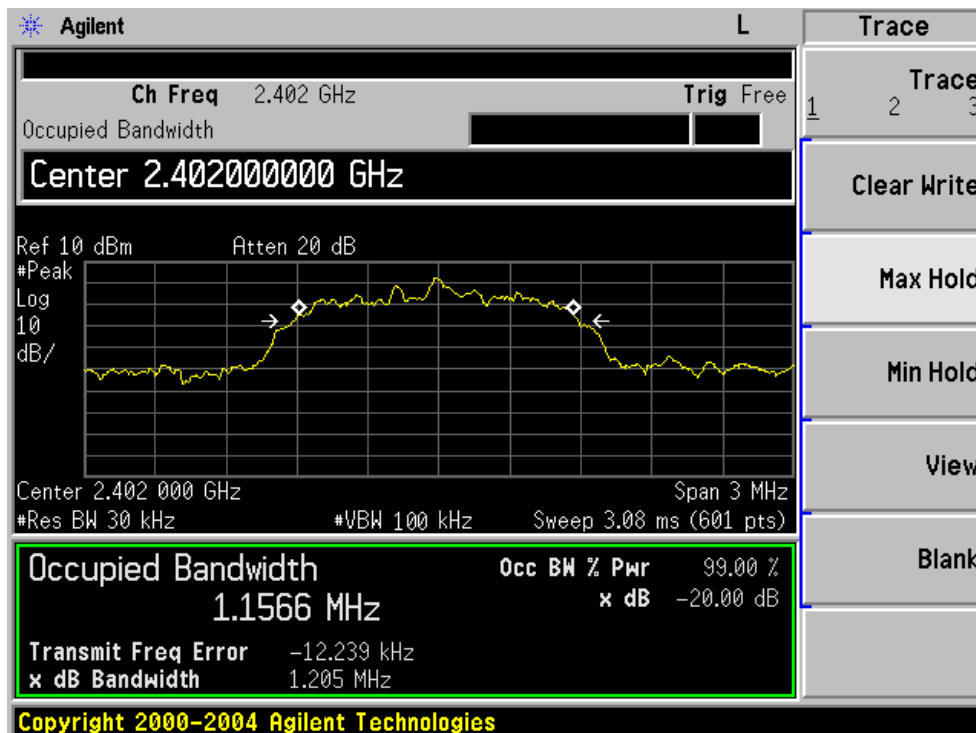 Agilent L Trace
Ch Freq 2.402 GHz Trig Free
Occupied Bandwidth
Center 2.402000000 GHz
Ref 10 dBm Atten 20 dB
#Peak
Log
10
dB/
Center 2.402 000 GHz Span 3 MHz
#Res BW 30 kHz #VBW 100 kHz Sweep 3.08 ms (601 pts)
Occupied Bandwidth Occ BW % Pwr 99.00 %
1.1566 MHz x dB -20.00 dB
Transmit Freq Error -12.239 kHz
x dB Bandwidth 1.205 MHz
Copyright 2000-2004 Agilent Technologies
Trace
1 2 3
Clear Write
Max Hold
Min Hold
View
Blank